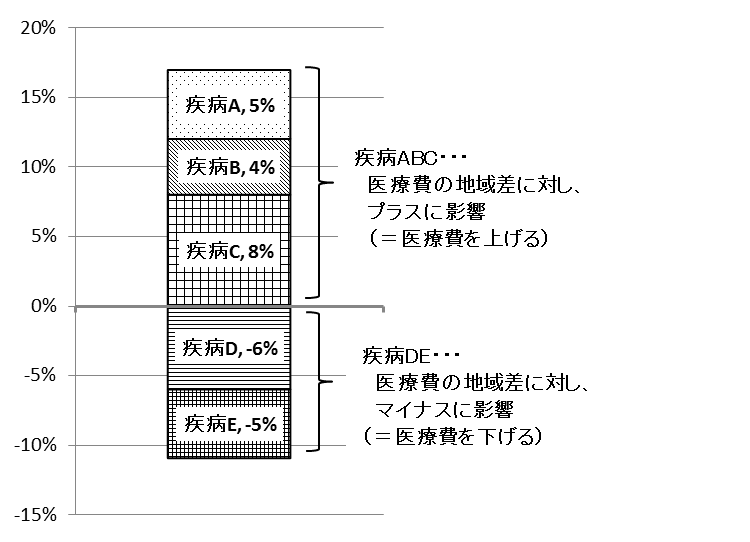 20%
15%
10%
5%
0%
-5%
-10%
-15%
疾病A, 5%
疾病B, 4%
疾病C, 8%
疾病D, -6%
疾病E, -5%
疾病ABC・・・
医療費の地域差に対し、
プラスに影響
(＝医療費を上げる)
疾病DE・・・
医療費の地域差に対し、
マイナスに影響
(＝医療費を下げる)